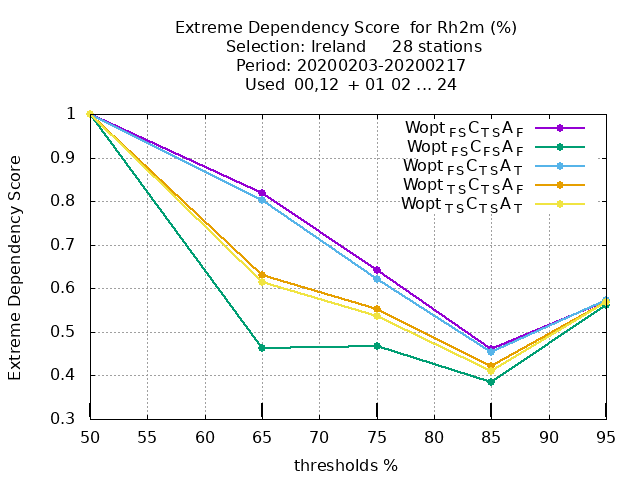 Extreme Dependency Score for Rh2m (%)
Selection: Ireland 28 stations
Period: 20200203-20200217
Used 00,12 + 01 02 ... 24
Extreme Dependency Score
1
0.9
0.8
0.7
0.6
0.5
0.4
0.3
Wopt FS C TS A F
Wopt FS C FS A F
Wopt FS C TS A T
Wopt TS C TS A F
Wopt TS C TS A T
50 55 60 65 70 75 80 85 90 95
thresholds %